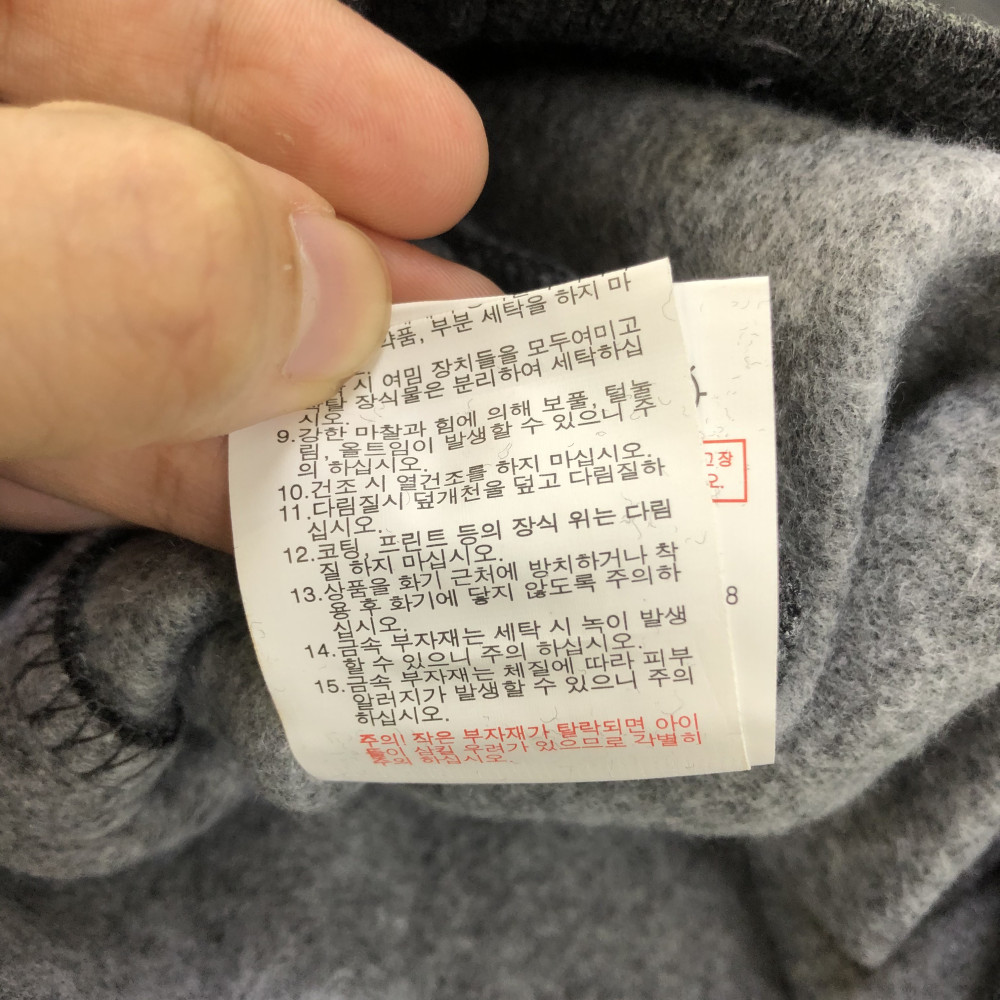 부분 세탁을 하지 마
시 여밈 장치들을 모두여미고
장식물은 분리하여 세탁하십
시오.
9.강한 마찰과 힘에 의해 보풀, 털눌
림, 올트임이 발생할 수 있으니 주
의 하십시오.
10.건조 시 열건조를 하지 마십시오.
11.다림질시 덮개천을 덮고 다림질하
십시오.
12.코팅, 프린트 등의 장식 위는 다림
질 하지 마십시오.
13.상품을 화기 근처에 방치하거나 착
용 후 화기에 닿지 않도록 주의하
십시오.
14.금속 부자재는 세탁 시 녹이 발생
할 수 있으니 주의 하십시오.
15.금속 부자재는 체질에 따라 피부
알러지가 발생할 수 있으니 주의
하십시오.
주의! 작은 부자재가 탈락되면 아이
들이 삼킬 우려가 있으므로 각별히
주의 하십시오.
고장
오.
8